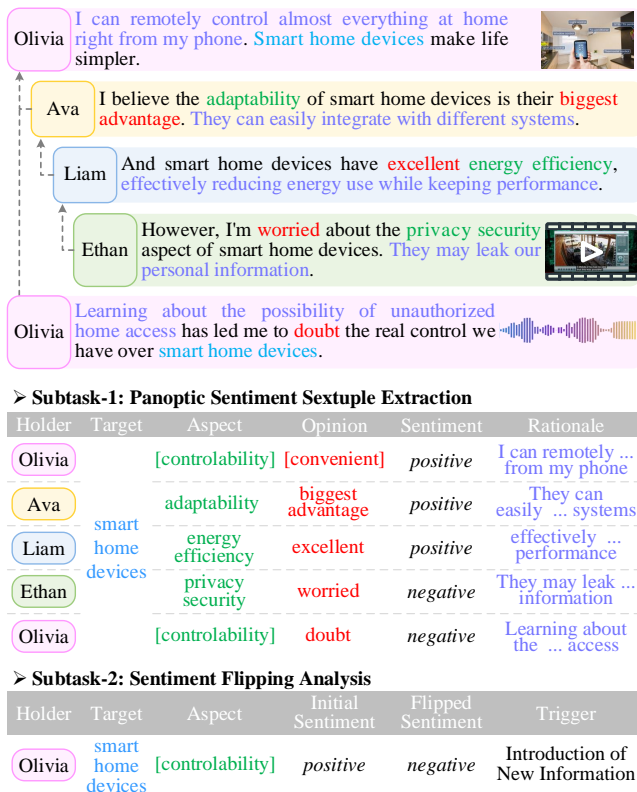 Olivia
I can remotely control almost everything at home
right from my phone. Smart home devices make life
simpler.
Ava
I believe the adaptability of smart home devices is their biggest
advantage. They can easily integrate with different systems.
Liam
And smart home devices have excellent energy efficiency,
effectively reducing energy use while keeping performance.
Ethan
However, I'm worried about the privacy security
aspect of smart home devices. They may leak our
personal information.
Olivia
Learning about the possibility of unauthorized
home access has led me to doubt the real control we
have over smart home devices.
➢ Subtask-1: Panoptic Sentiment Sextuple Extraction
Holder Target Aspect Opinion Sentiment Rationale
Olivia [controlability] [convenient] positive I can remotely ...
from my phone
Ava adaptability biggest
advantage positive They can
easily ... systems
smart
home
devices
Liam energy
efficiency excellent positive effectively ...
performance
Ethan privacy
security worried negative They may leak ...
information
Olivia [controlability] doubt negative Learning about
the ... access
➢ Subtask-2: Sentiment Flipping Analysis
Holder Target Aspect Initial
Sentiment Flipped
Sentiment Trigger
Olivia smart
home
devices [controlability] positive negative Introduction of
New Information